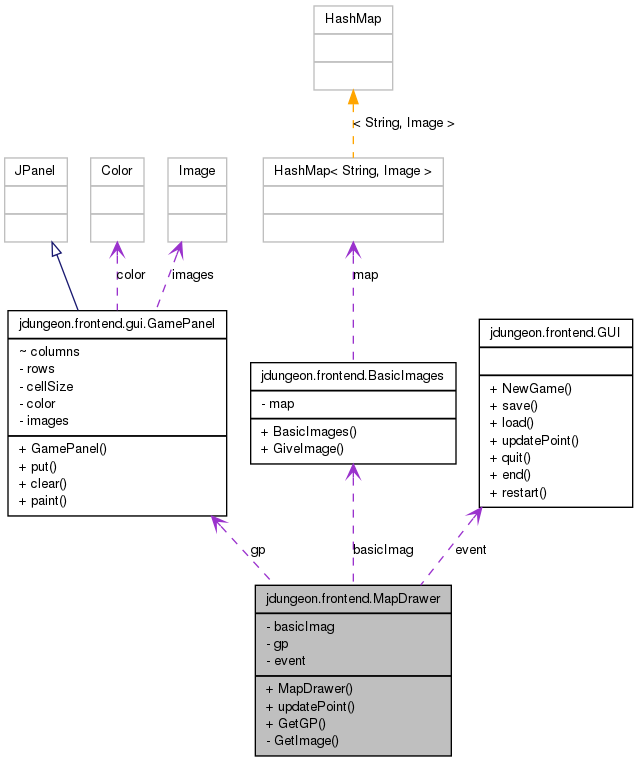 HashMap
< String, Image >
JPanel
Color
Image
HashMap< String, Image >
color
images
map
jdungeon.frontend.gui.GamePanel
~ columns
- rows
- cellSize
- color
- images
+ GamePanel()
+ put()
+ clear()
+ paint()
jdungeon.frontend.BasicImages
- map
+ BasicImages()
+ GiveImage()
jdungeon.frontend.GUI
+ NewGame()
+ save()
+ load()
+ updatePoint()
+ quit()
+ end()
+ restart()
gp
basicImag
event
jdungeon.frontend.MapDrawer
- basicImag
- gp
- event
+ MapDrawer()
+ updatePoint()
+ GetGP()
- GetImage()